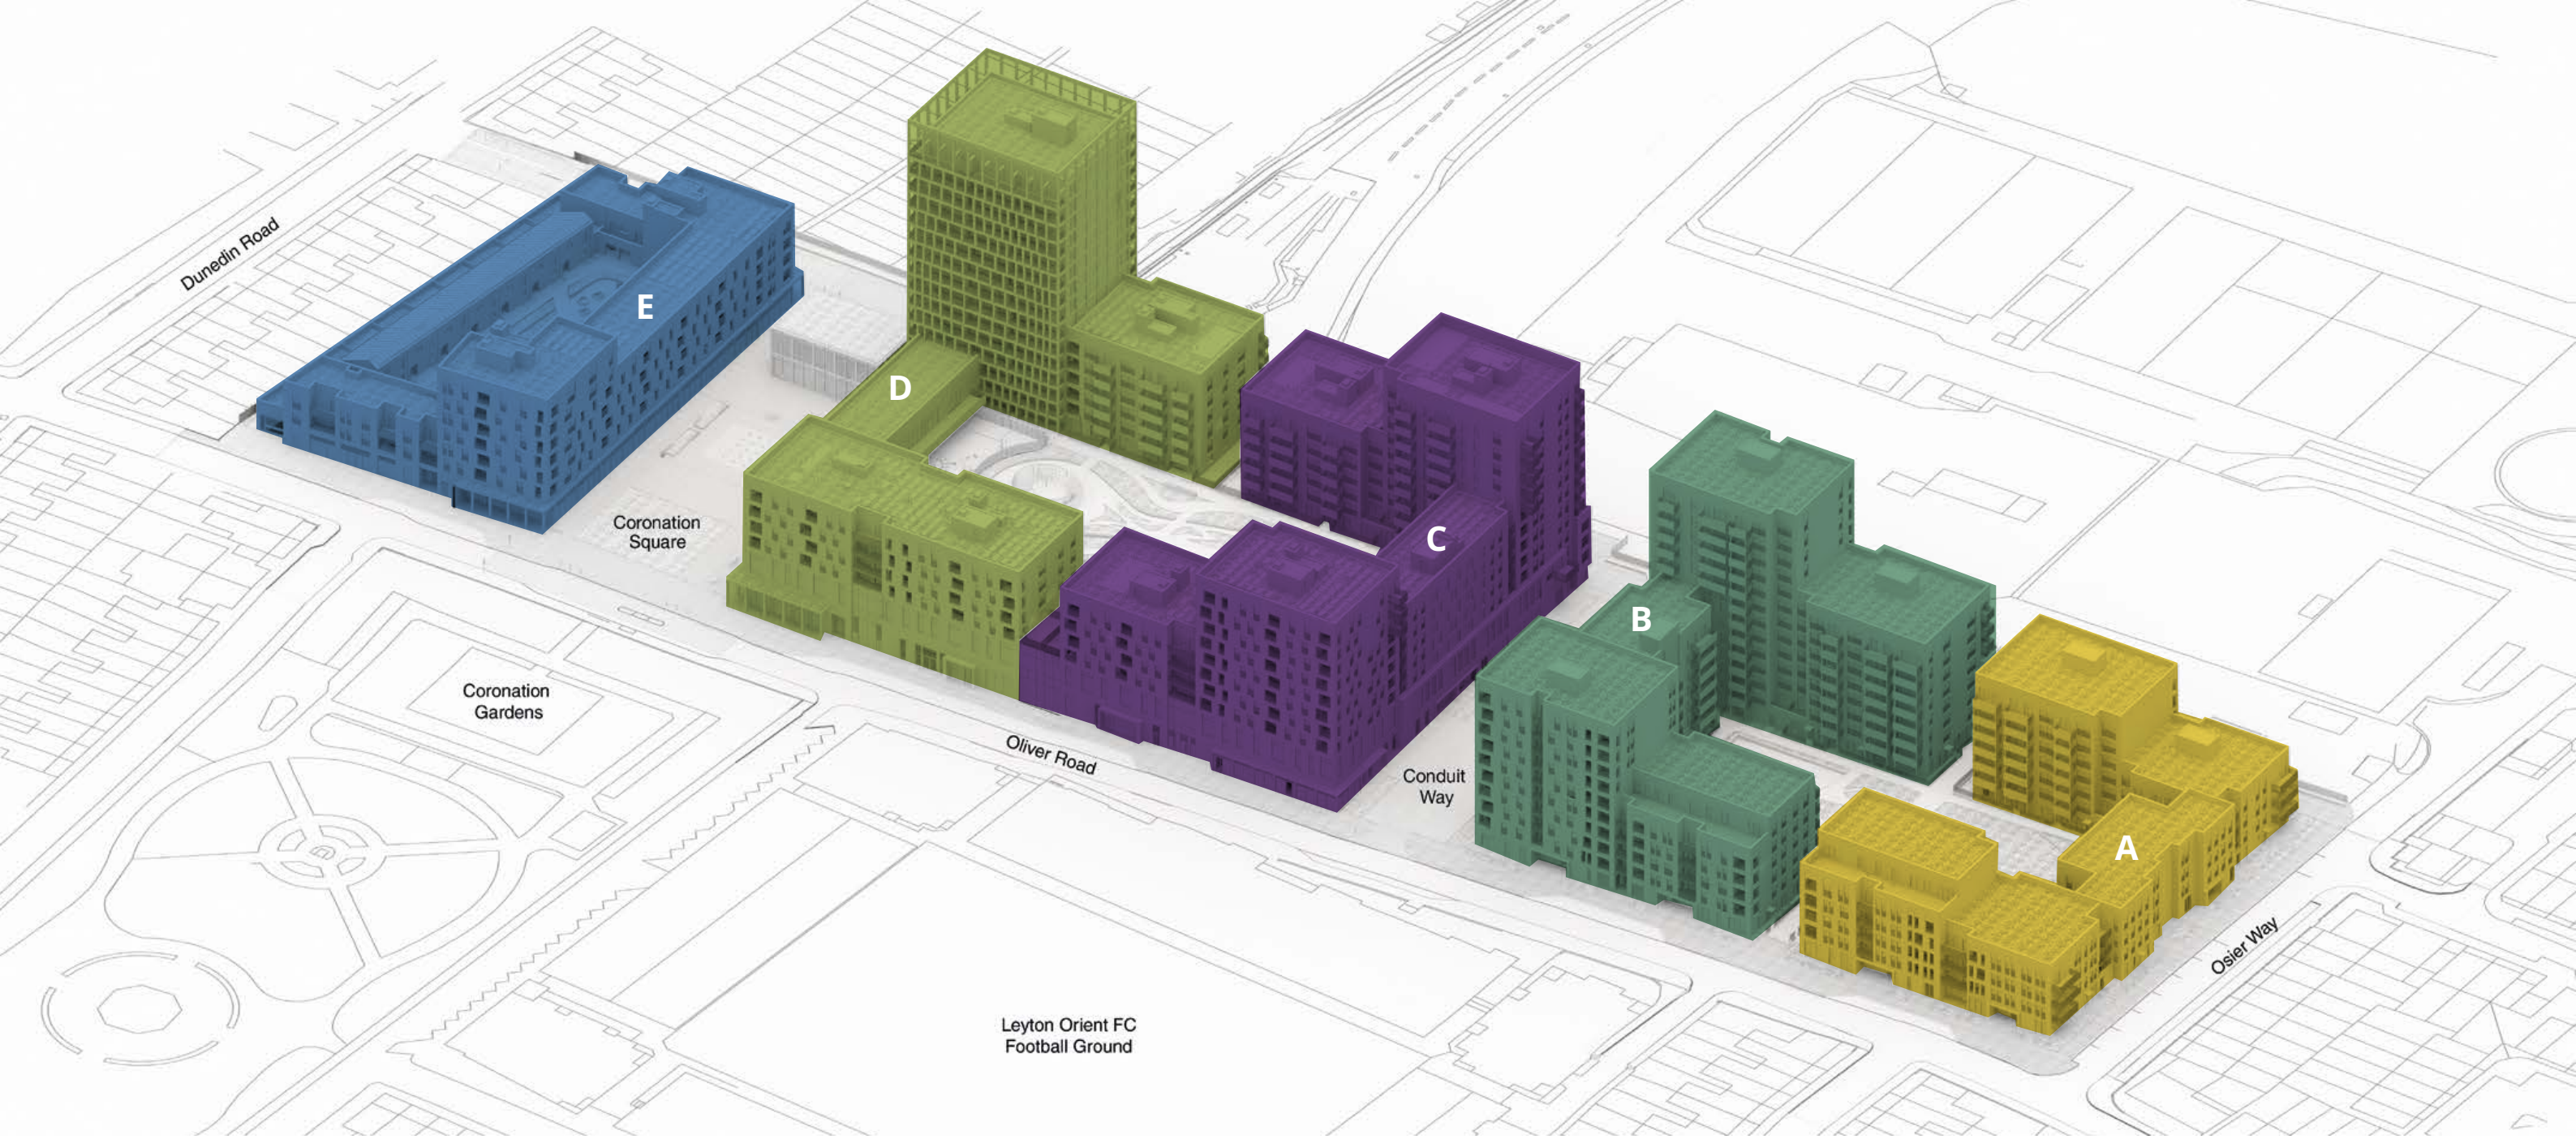 Dunedin Road
E
D
Coronation
Square
C
B
Coronation
Gardens
Oliver Road
Conduit
Way
A
Osier Way
Leyton Orient FC
Football Ground